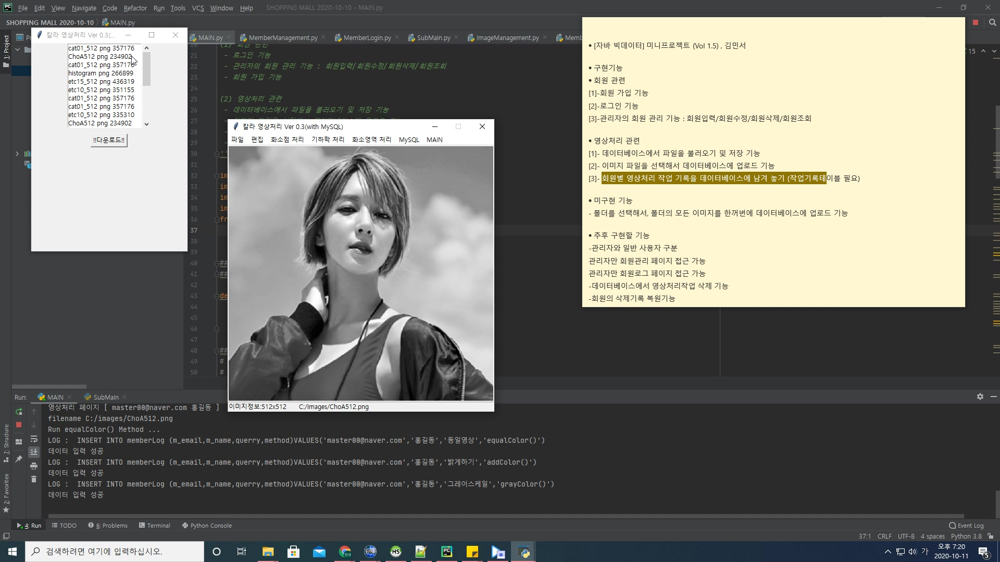 File Edit View Navigate Code Refactor Run Tools VCS Window Help SHOPPING MALL 2020-10-10 - MAIN.py
SHOPPING MALL 2020-10-10 MAIN.py
칼라 영상처리 Ver 0.3(...
cat01_512 png 357176
ChoA512 png 234902
cat01_512 png 357176
histogram png 266899
etc15_512 png 436319
etc10_512 png 351155
cat01_512 png 357176
cat01_512 png 357176
etc10_512 png 335310
ChoA512 png 234902
!!다운로드!!
1: Project
MAIN.py MemberManagement.py MemberLogin.py SubMain.py ImageManagement.py Memb
15
20 (1) 회원 관련
21 - 로그인 기능
22 - 관리자의 회원 관리 기능 : 회원입력/회원수정/회원삭제/회원조회
23 - 회원 가입 기능
24
25 (2) 영상처리 관련
26 - 데이터베이스에서 파일을 불러오기 및 저장 기능
27
28
29
30 ''
31
32 im
33 im
34 im
35 im
36 fr
37
38
39
40 ##
41 ##
42
43 de
44
45
46
47
48 ##
49 #
50 #
칼라 영상처리 Ver 0.3(with MySQL)
파일 편집 화소점 처리 기하학 처리 화소영역 처리 MySQL MAIN
이미지정보:512x512 C:/images/ChoA512.png
• [자바 빅데이터] 미니프로젝트 (Vol 1.5) , 김민서
• 구현기능
• 회원 관련
[1]-회원 가입 기능
[2]-로그인 기능
[3]-관리자의 회원 관리 기능 : 회원입력/회원수정/회원삭제/회원조회
• 영상처리 관련
[1]- 데이터베이스에서 파일을 불러오기 및 저장 기능
[2]- 이미지 파일을 선택해서 데이터베이스에 업로드 기능
[3]- 회원별 영상처리 작업 기록을 데이터베이스에 남겨 놓기 (작업기록테이블 필요)
• 미구현 기능
- 폴더를 선택해서, 폴더의 모든 이미지를 한꺼번에 데이터베이스에 업로드 기능
• 추후 구현할 기능
-관리자와 일반 사용자 구분
관리자만 회원관리 페이지 접근 가능
관리자만 회원로그 페이지 접근 가능
-데이터베이스에서 영상처리작업 삭제 기능
-회원의 삭제기록 복원기능
Run: MAIN SubMain
영상처리 페이지 [ master00@naver.com 홍길동 ]
filename C:/images/ChoA512.png
Run equalColor() Method ...
LOG : INSERT INTO memberLog (m_email,m_name,querry,method)VALUES('master00@naver.com','홍길동','동일영상','equalColor()')
데이터 입력 성공
LOG : INSERT INTO memberLog (m_email,m_name,querry,method)VALUES('master00@naver.com','홍길동','밝게하기','addColor()')
데이터 입력 성공
LOG : INSERT INTO memberLog (m_email,m_name,querry,method)VALUES('master00@naver.com','홍길동','그레이스케일','grayColor()')
데이터 입력 성공
7: Structure
2: Favorites
4: Run TODO 6: Problems Terminal Python Console Event Log
37:1 CRLF UTF-8 4 spaces Python 3.8
검색하려면 여기에 입력하십시오.
가 오후 7:20
2020-10-11
5